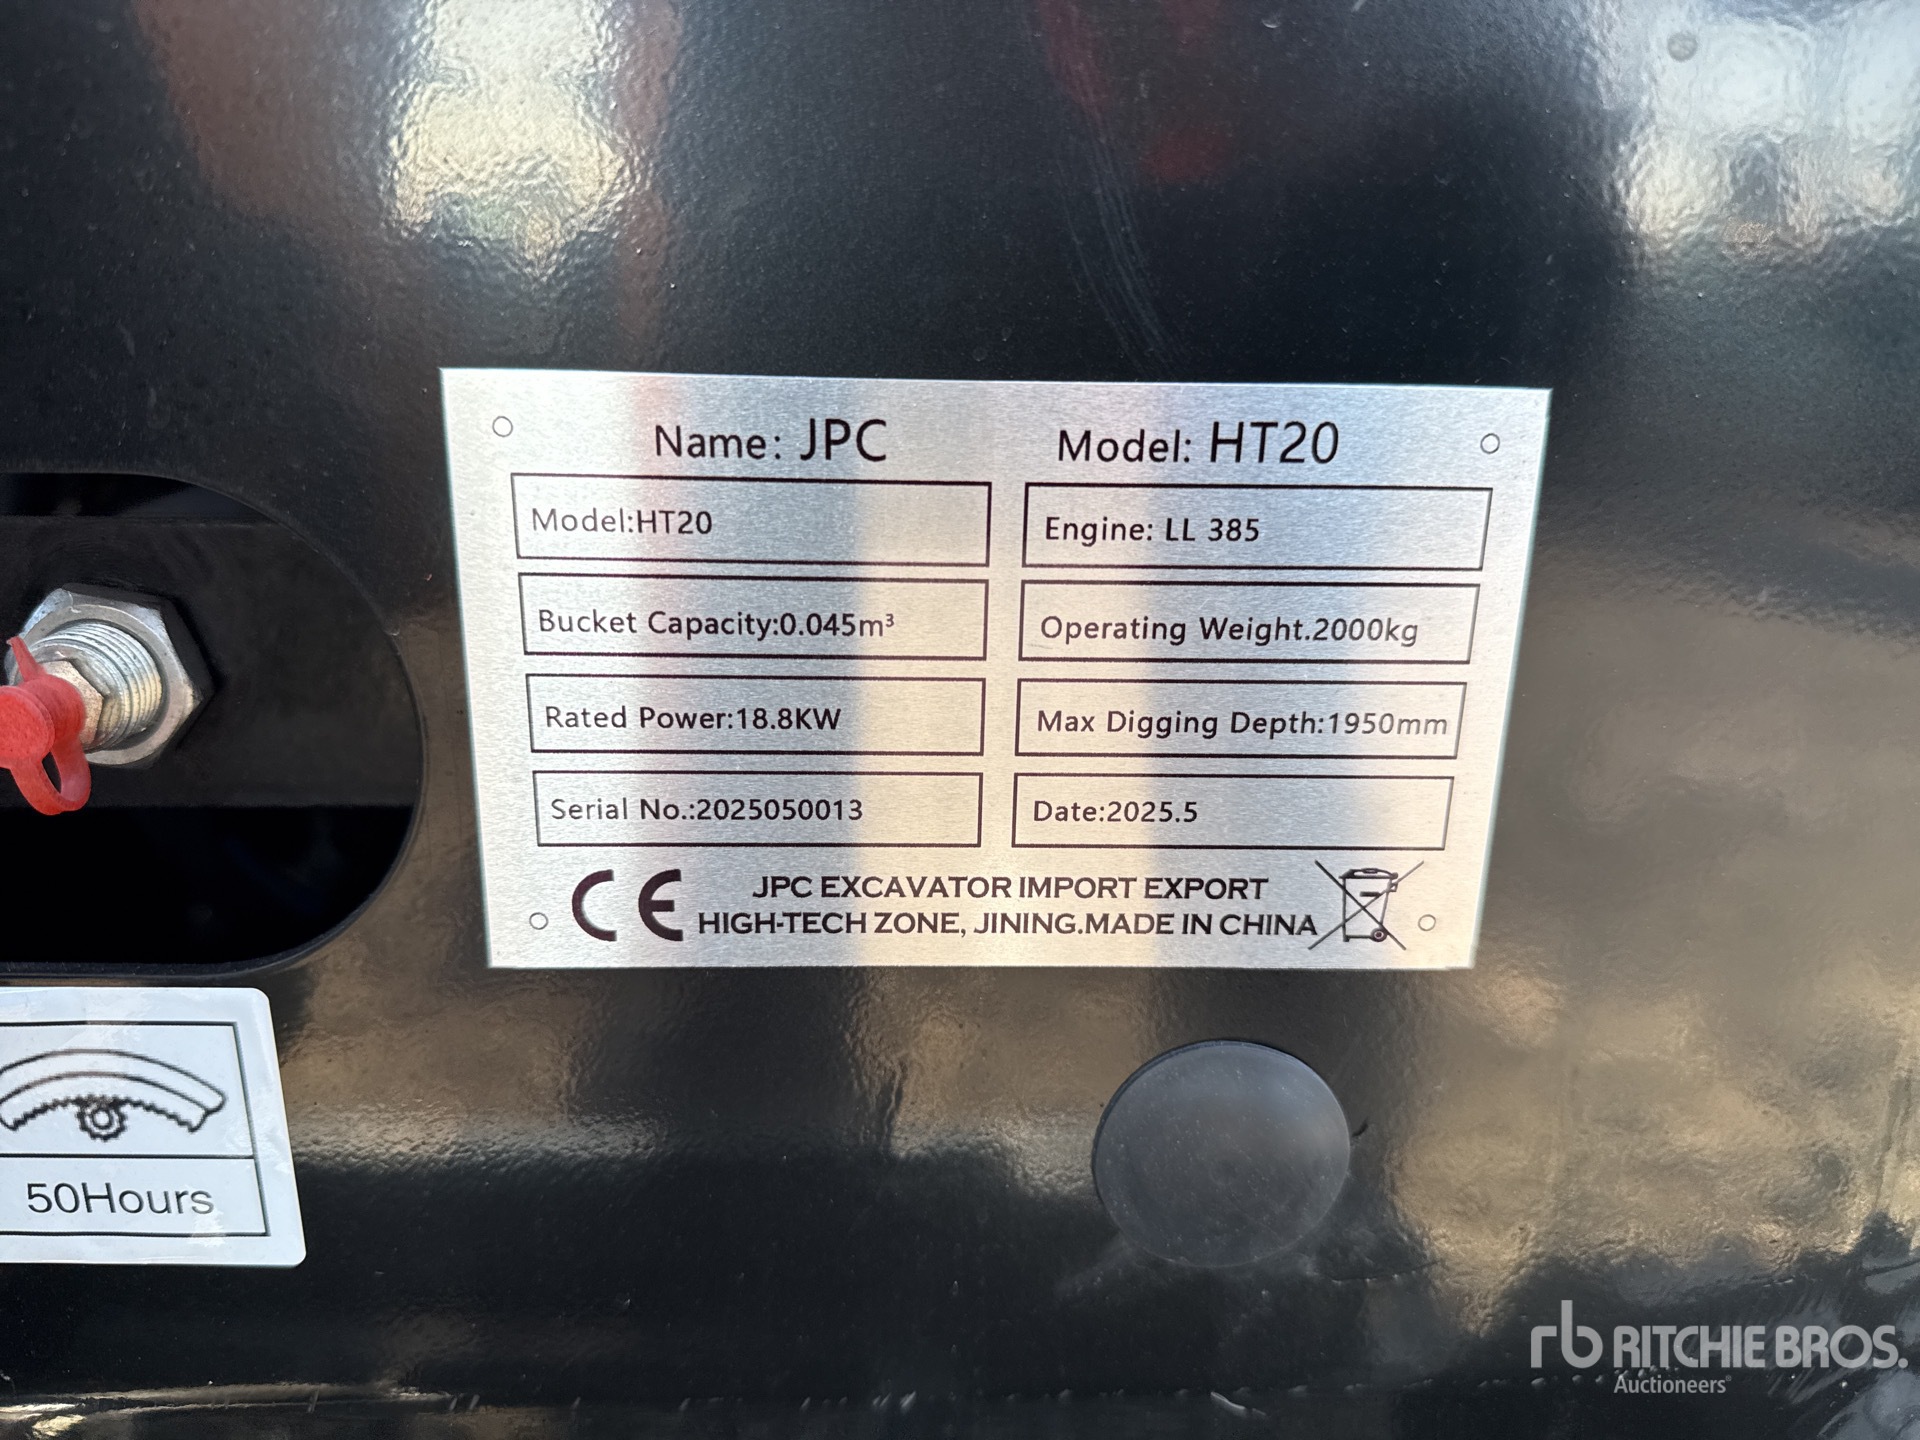 Name: JPC Model: HT20
Model:HT20 Engine: LL 385
Bucket Capacity:0.045m³ Operating Weight.2000kg
Rated Power:18.8KW Max Digging Depth:1950mm
Serial No.:2025050013 Date:2025.5
CE JPC EXCAVATOR IMPORT EXPORT
HIGH-TECH ZONE, JINING.MADE IN CHINA
50Hours
rb RITCHIE BROS.
Auctioneers